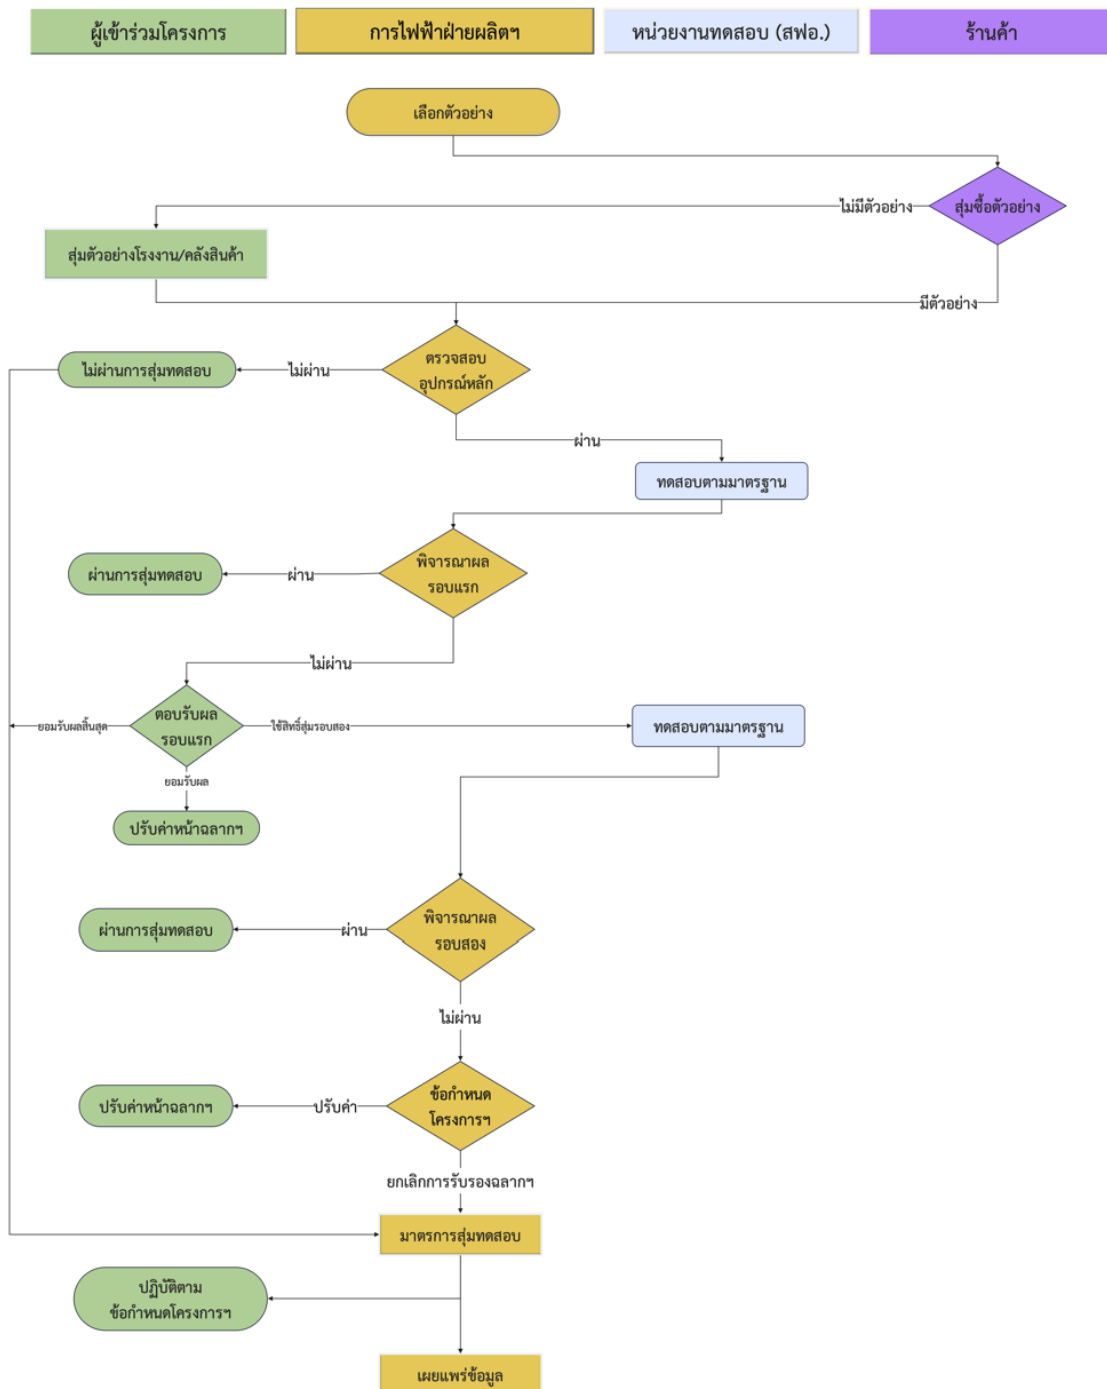 ผู้เข้าร่วมโครงการ
การไฟฟ้าฝ่ายผลิตฯ
หน่วยงานทดสอบ (สฟอ.)
ร้านค้า
เลือกตัวอย่าง
สุ่มซื้อตัวอย่าง
ไม่มีตัวอย่าง
สุ่มตัวอย่างโรงงาน/คลังสินค้า
มีตัวอย่าง
ตรวจสอบ
อุปกรณ์หลัก
ไม่ผ่าน
ไม่ผ่านการสุ่มทดสอบ
ผ่าน
ทดสอบตามมาตรฐาน
พิจารณาผล
รอบแรก
ผ่าน
ผ่านการสุ่มทดสอบ
ไม่ผ่าน
ตอบรับผล
รอบแรก
ยอมรับผลสิ้นสุด
ใช้สิทธิ์สุ่มรอบสอง
ทดสอบตามมาตรฐาน
ยอมรับผล
ปรับค่าหน้าฉลากฯ
พิจารณาผล
รอบสอง
ผ่าน
ผ่านการสุ่มทดสอบ
ไม่ผ่าน
ข้อกำหนด
โครงการฯ
ปรับค่า
ปรับค่าหน้าฉลากฯ
ยกเลิกการรับรองฉลากฯ
มาตรการสุ่มทดสอบ
ปฏิบัติตาม
ข้อกำหนดโครงการฯ
เผยแพร่ข้อมูล